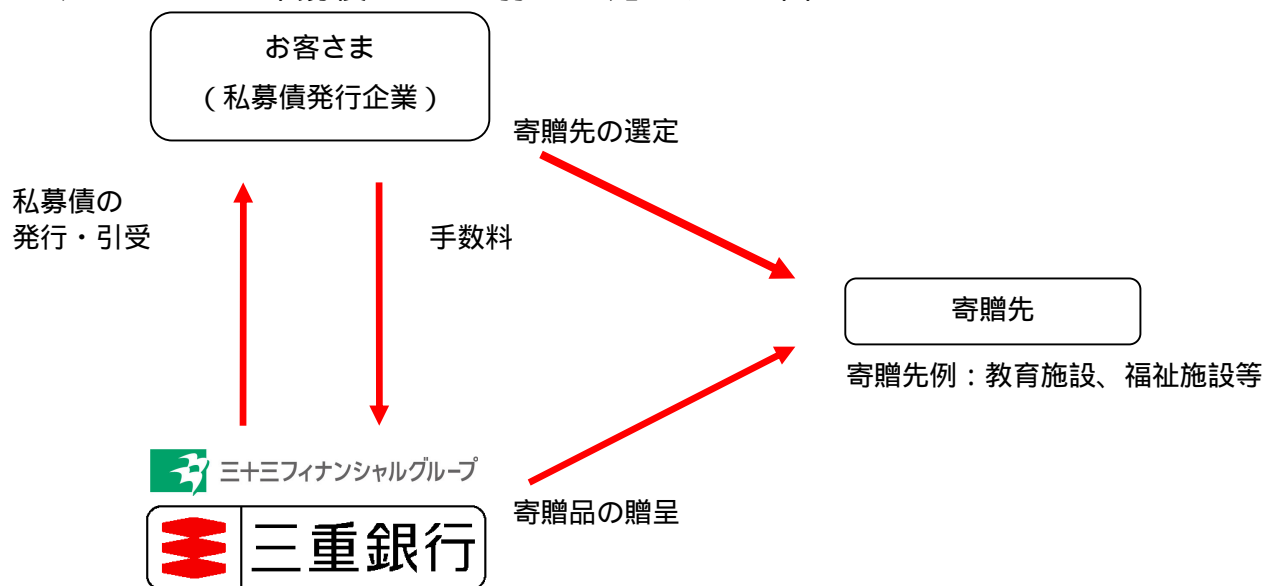 お客さま
(私募債発行企業)
寄贈先の選定
私募債の
発行・引受
手数料
寄贈先
寄贈先例:教育施設、福祉施設等
三十三フィナンシャルグループ
寄贈品の贈呈
三重銀行